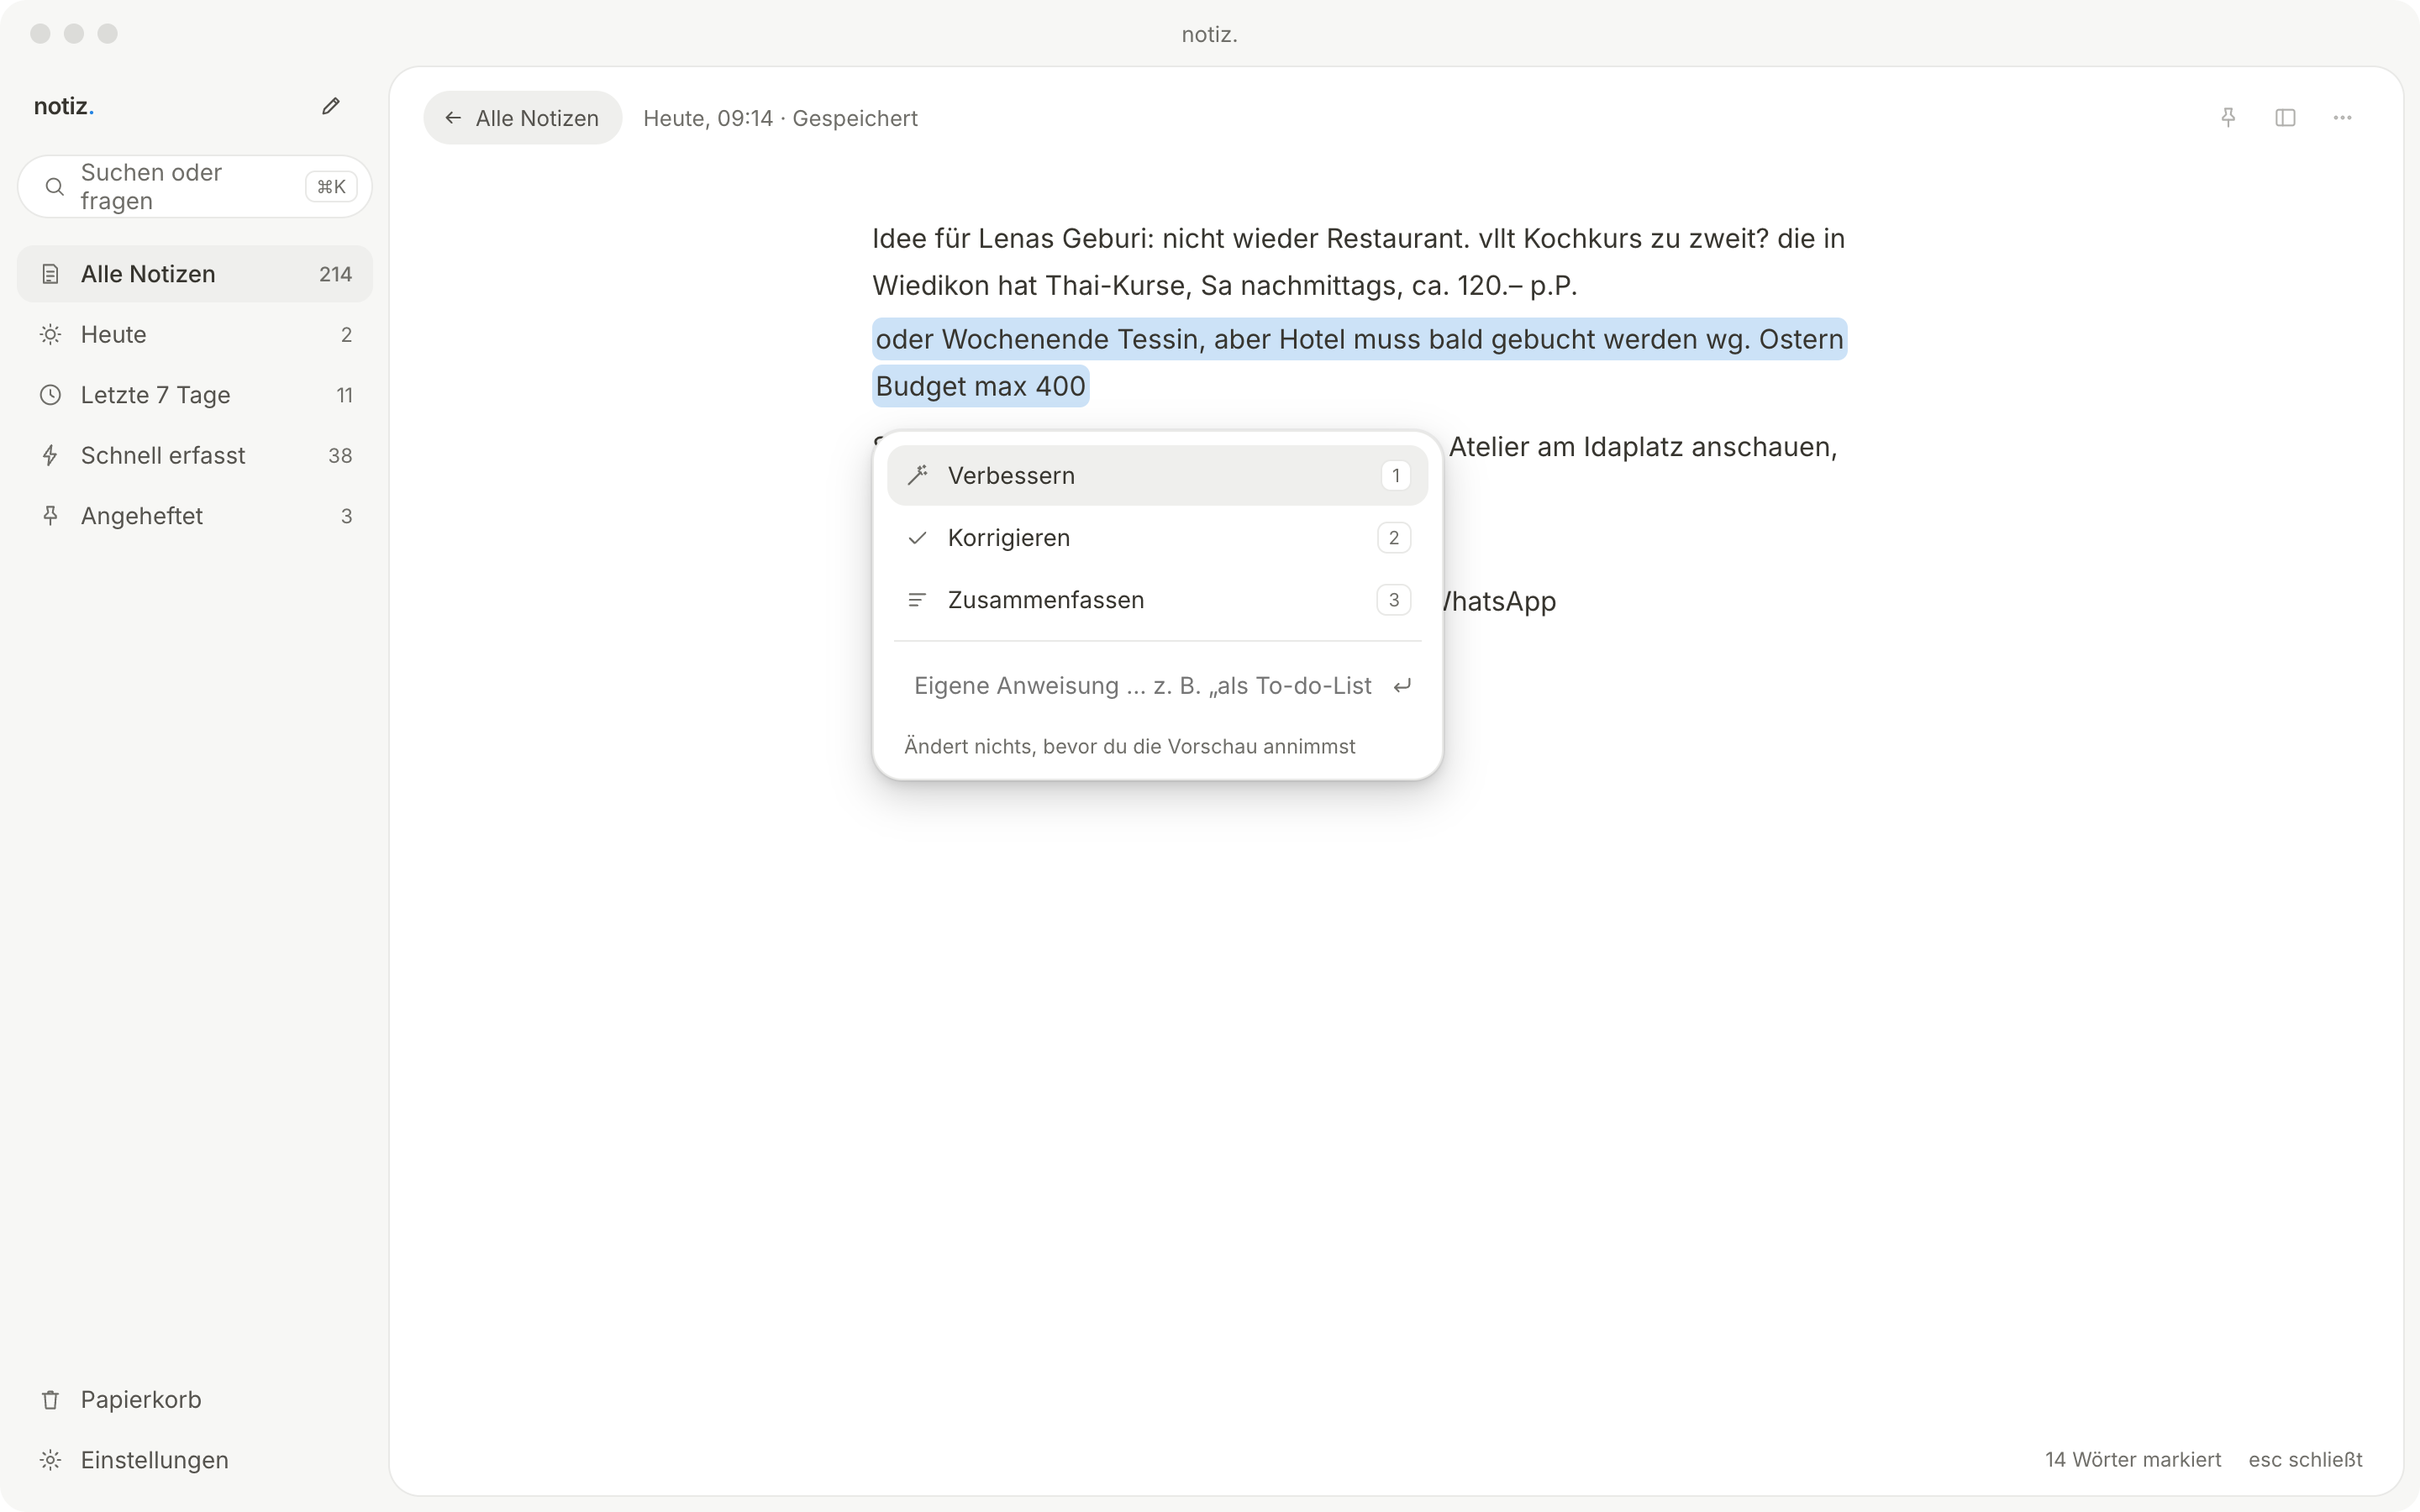 notiz.
notiz.
Suchen oder
fragen
⌘K
Alle Notizen 214
Heute 2
Letzte 7 Tage 11
Schnell erfasst 38
Angeheftet 3
Papierkorb
Einstellungen
Alle Notizen Heute, 09:14 · Gespeichert
Idee für Lenas Geburi: nicht wieder Restaurant. vllt Kochkurs zu zweit? die in
Wiedikon hat Thai-Kurse, Sa nachmittags, ca. 120.– p.P.
oder Wochenende Tessin, aber Hotel muss bald gebucht werden wg. Ostern
Budget max 400
Atelier am Idaplatz anschauen,
Verbessern 1
Korrigieren 2
Zusammenfassen 3
WhatsApp
Eigene Anweisung ... z. B. „als To-do-List
Ändert nichts, bevor du die Vorschau annimmst
14 Wörter markiert esc schließt